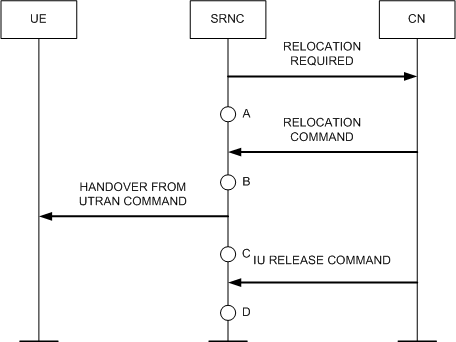 UE
SRNC
CN
RELOCATION
REQUIRED
A
RELOCATION
COMMAND
B
HANDOVER FROM
UTRAN COMMAND
C
IU RELEASE COMMAND
D